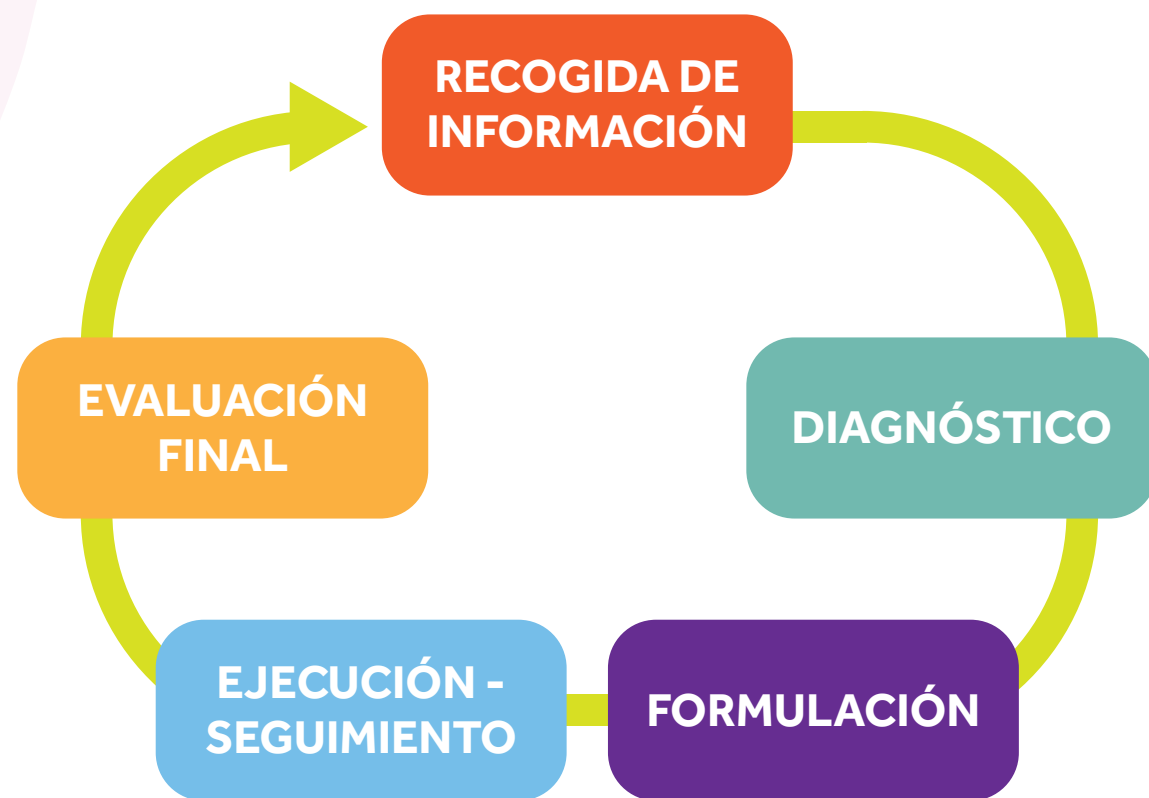 RECOGIDA DE
INFORMACIÓN
DIAGNÓSTICO
FORMULACIÓN
EJECUCIÓN -
SEGUIMIENTO
EVALUACIÓN
FINAL